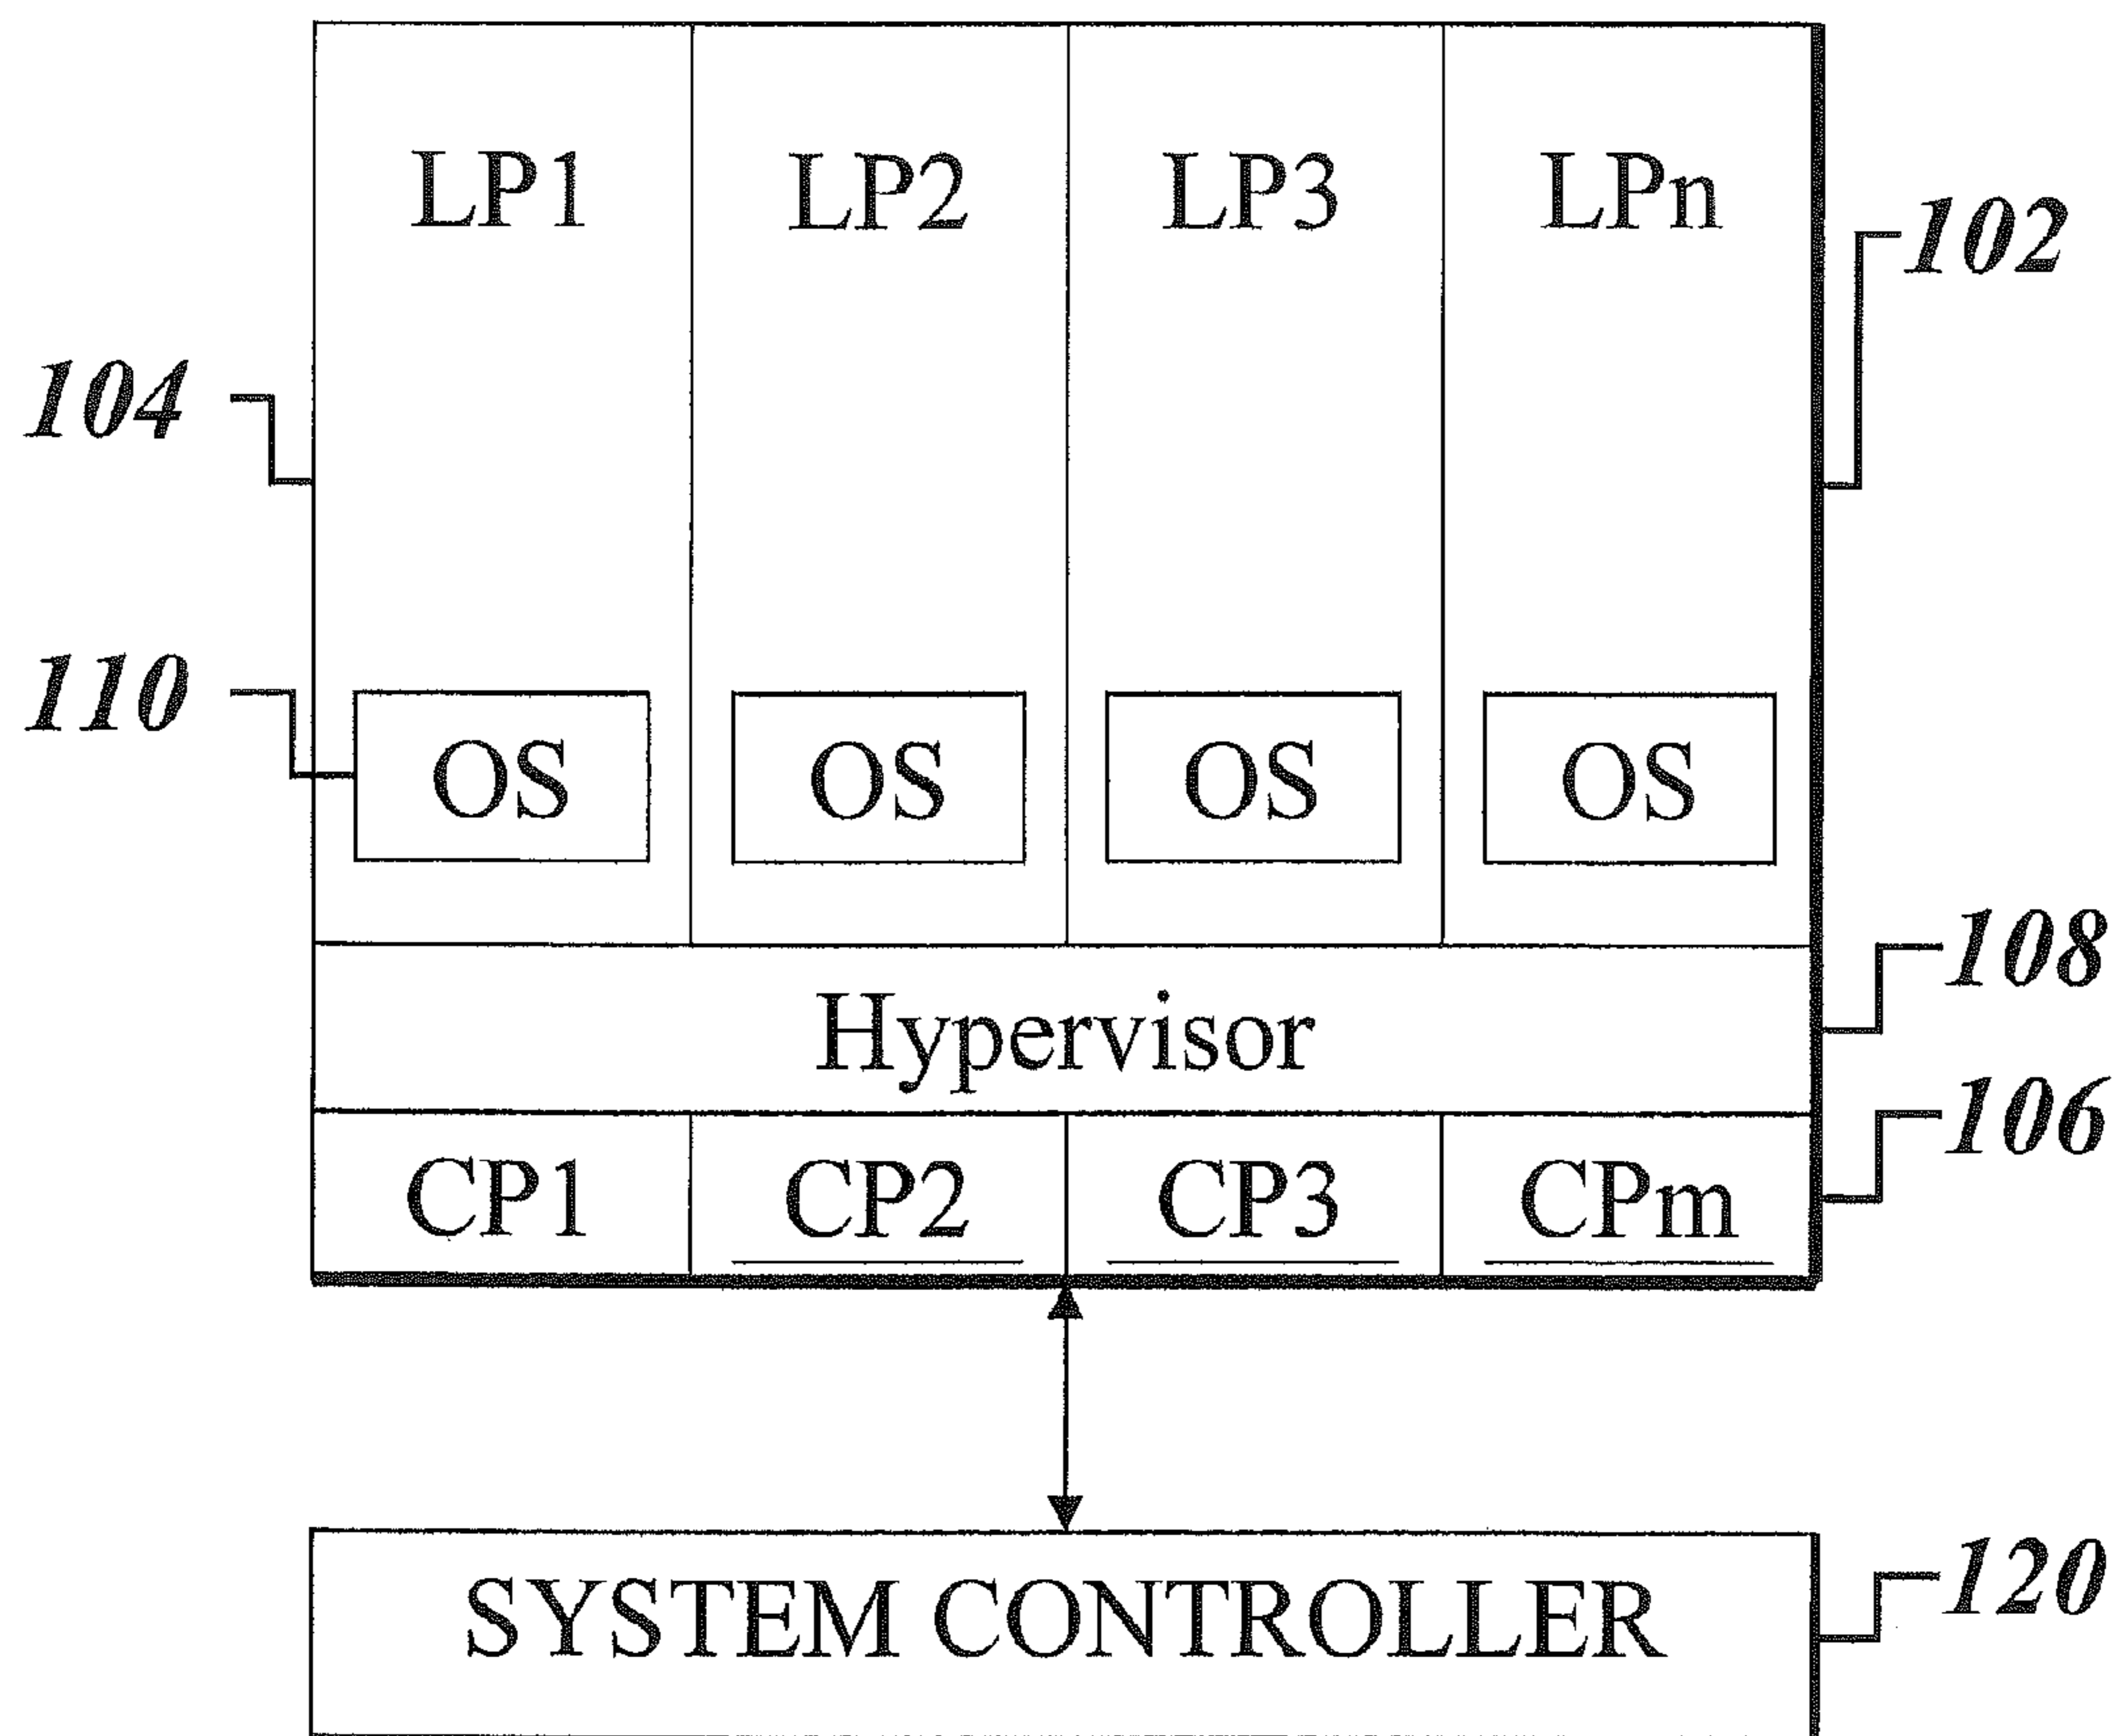 LP1 LP2 LP3 LPn
102
104
110
OS OS OS OS
108
Hypervisor
106
CP1 CP2 CP3 CPm
SYSTEM CONTROLLER
120